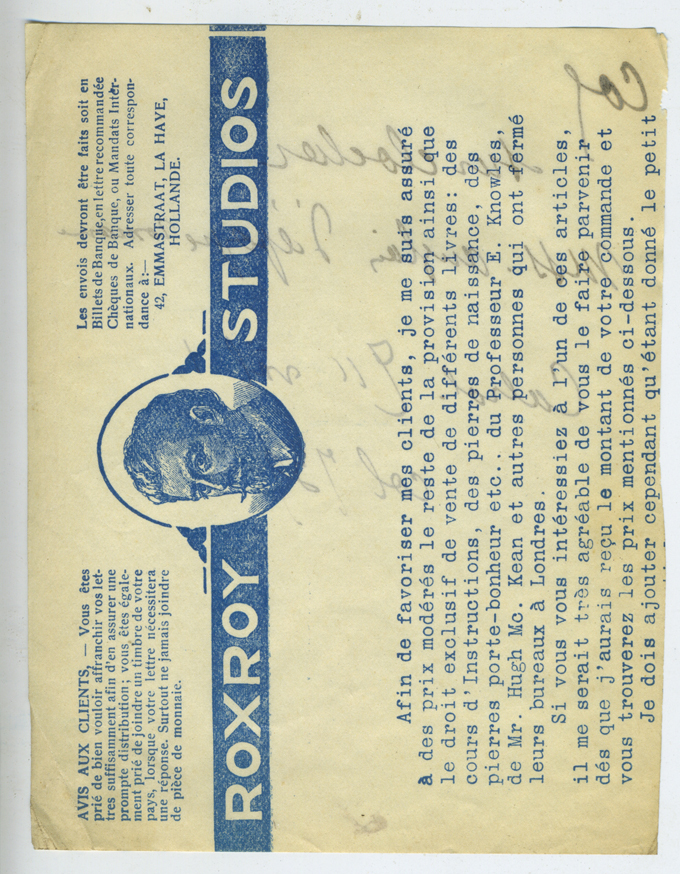 AVIS AUX CLIENTS, — Vous êtes
prié de bien vouloir affranchir vos let-
tres suffisamment afin d'en assurer une
prompte distribution; vous êtes égale-
ment prié de joindre un timbre de votre
pays, lorsque votre lettre nécessitera
une réponse. Surtout ne jamais joindre
de pièce de monnaie.
Les envois devront être faits soit en
Billets de Banque, en lettre recommandée
Chèques de Banque, ou Mandats Inter-
nationaux. Adresser toute correspon-
dance à:—
42, EMMASTRAAT, LA HAYE,
HOLLANDE.
ROXROY STUDIOS
Afin de favoriser mes clients, je me suis assuré
à des prix modérés le reste de la provision ainsi que
le droit exclusif de vente de différents livres: des
cours d'Instructions, des pierres de naissance, des
pierres porte-bonheur etc.. du Professeur E. Knowles,
de Mr. Hugh Mc. Kean et autres personnes qui ont fermé
leurs bureaux à Londres.
Si vous vous intéressiez à l'un de ces articles,
il me serait très agréable de vous le faire parvenir
dés que j'aurais reçu le montant de votre commande et
vous trouverez les prix mentionnés ci-dessous.
Je dois ajouter cependant qu'étant donné le petit